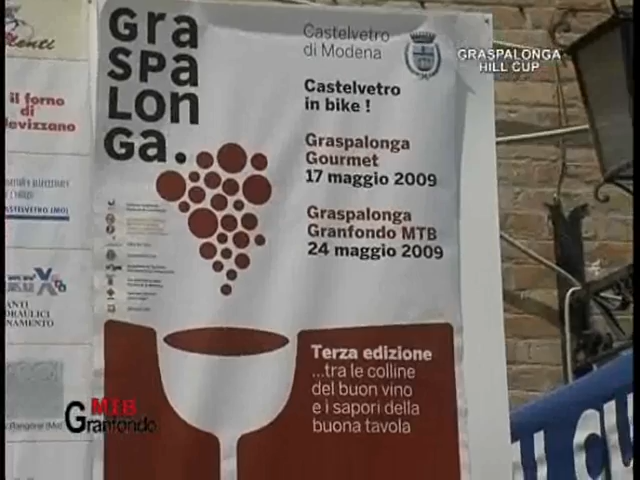 Gra
spa
Lon
ga.
Castelvetro
di Modena
GRASPALONGA
HILL CUP
Castelvetro
in bike !
Graspalonga
Gourmet
17 maggio 2009
Graspalonga
Granfondo MTB
24 maggio 2009
Terza edizione
...tra le colline
del buon vino
e i sapori della
buona tavola
il forno
di
levizzano
CASTELVETRO (MO)
MTB
Granfondo